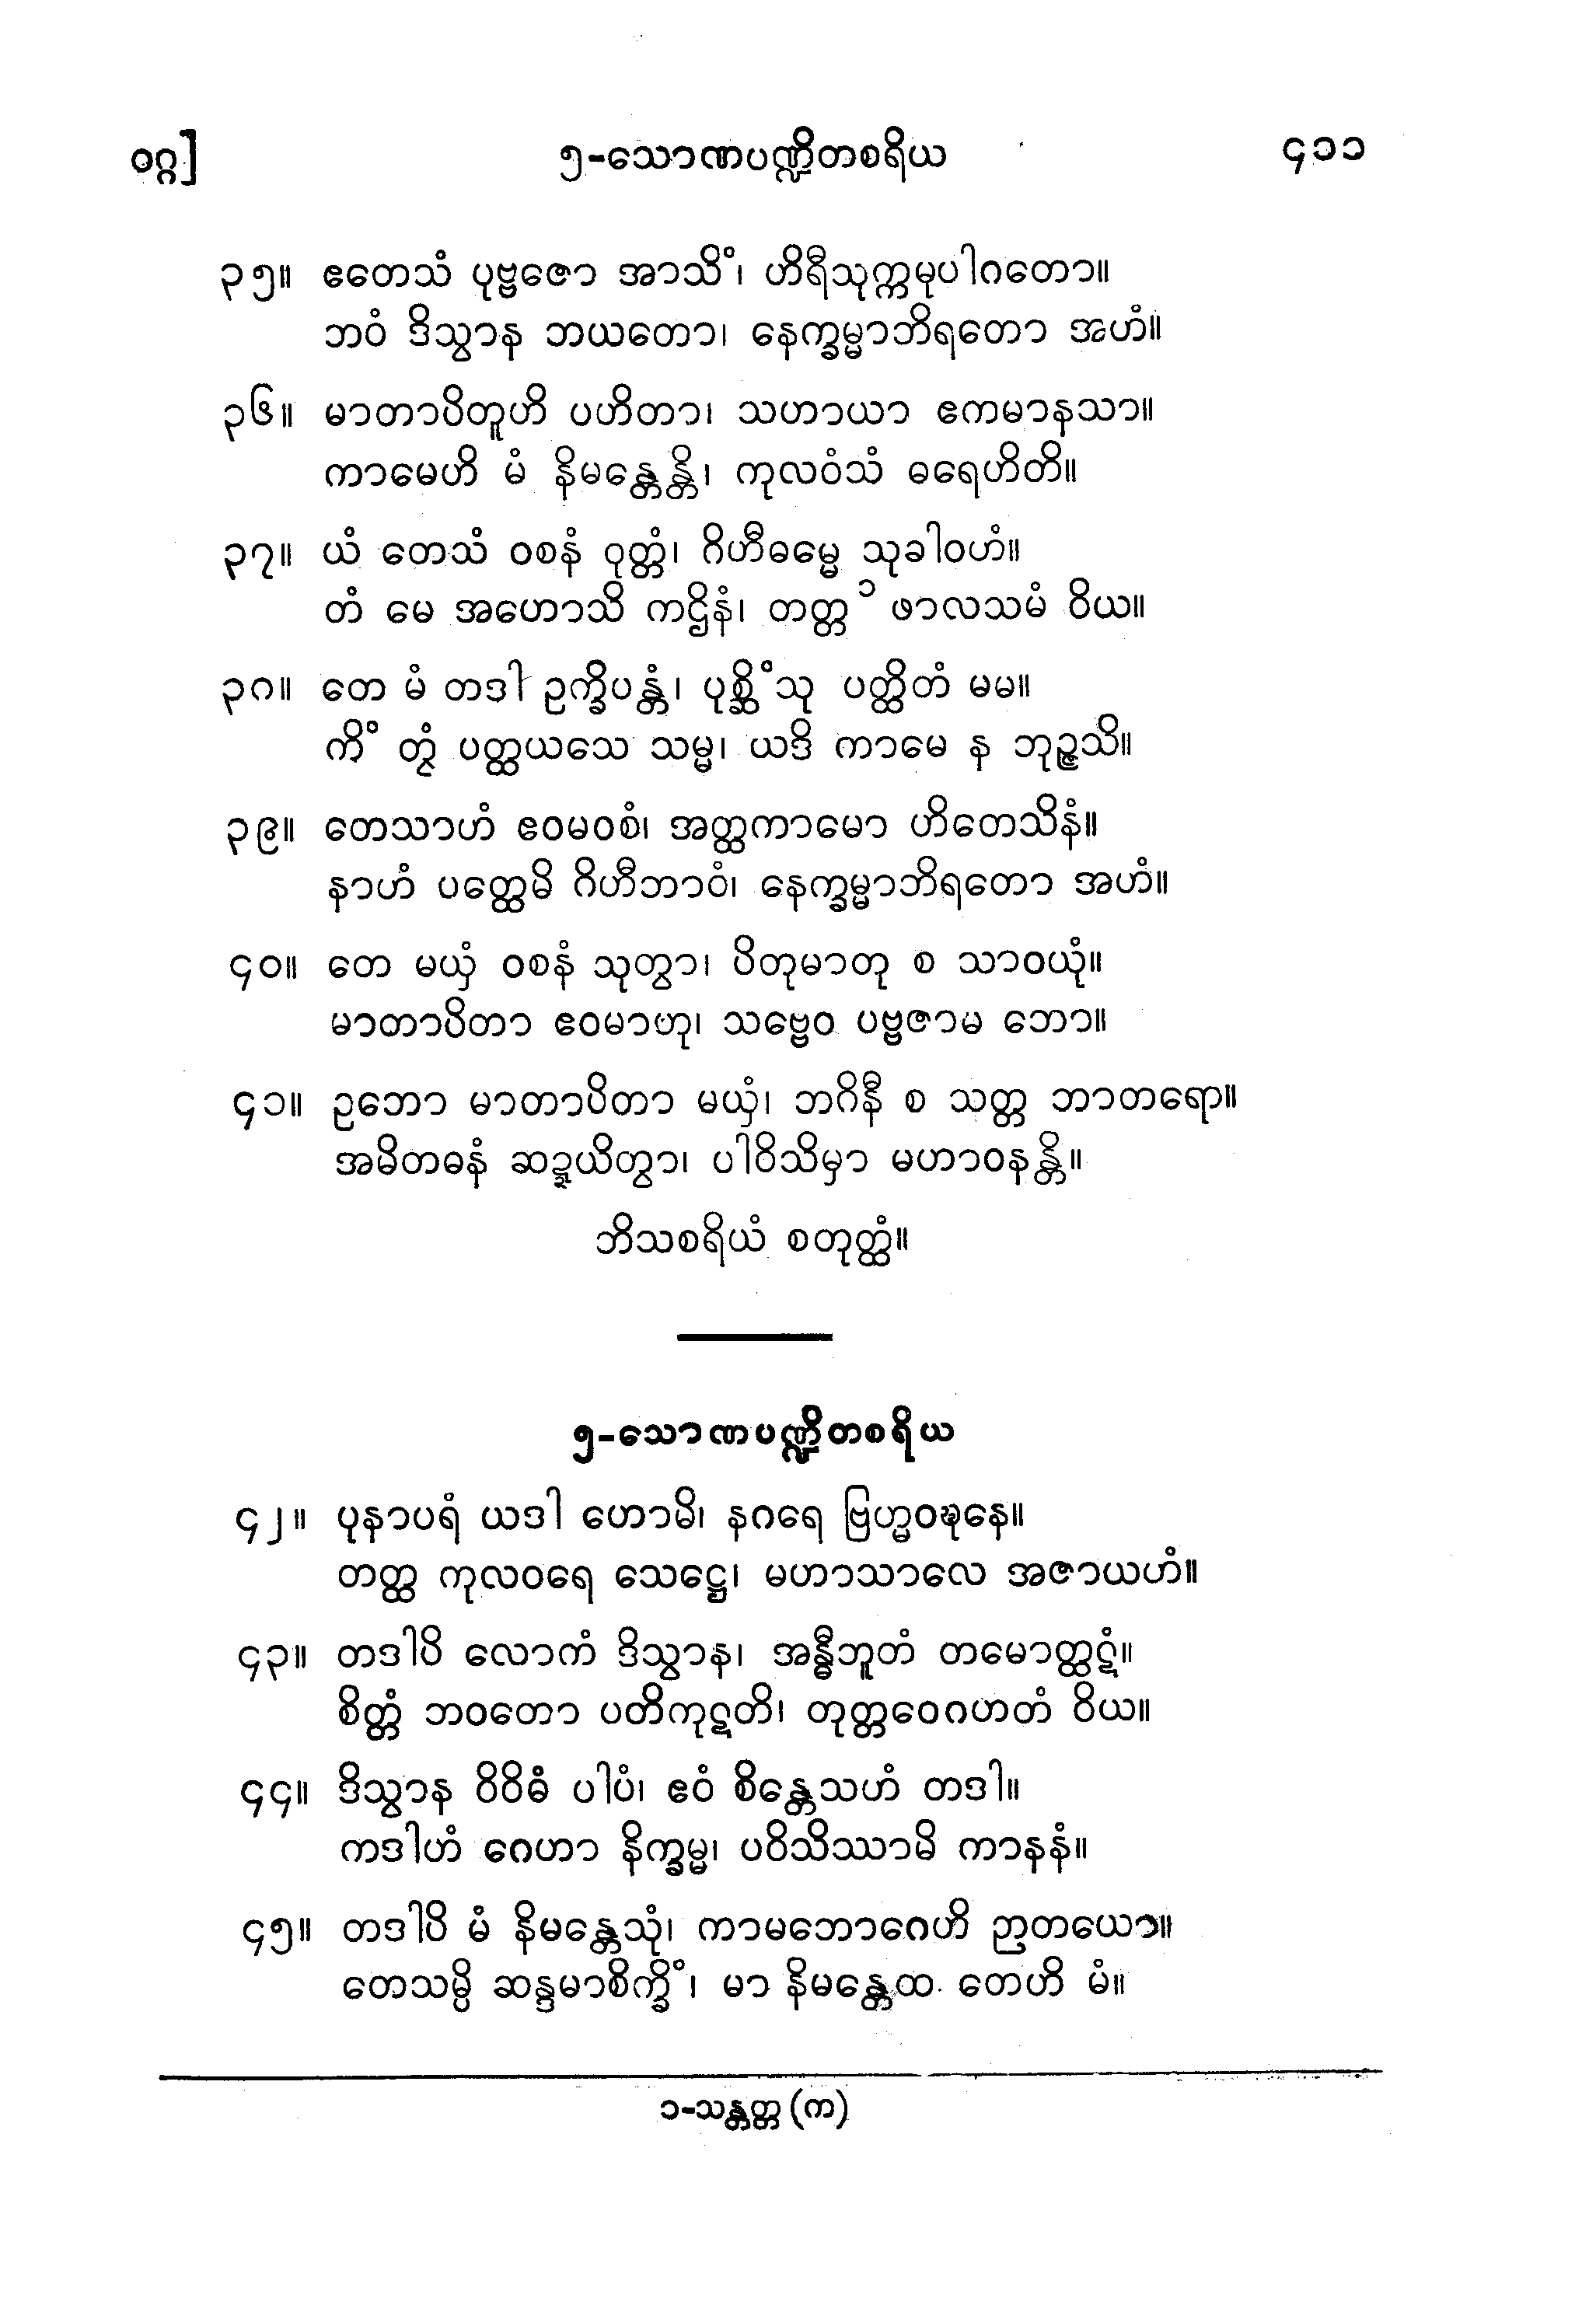 ဝဂ္ဂ]
၅-သောဏပဏ္ဍိတစရိယ
၄၁၁
၃၅။ ဧတေသံ ပုဗ္ဗဇော အာသိံ၊ ဟိရီသုက္ကမုပါဂတော။
ဘဝံ ဒိသွာန ဘယတော၊ နေက္ခမ္မာဘိရတော အဟံ။
၃၆။ မာတာပိတူဟိ ပဟိတာ၊ သဟာယာ ဧကမာနသာ။
ကာမေဟိ မံ နိမန္တေန္တိ၊ ကုလဝံသံ ဓရေဟိတိ။
၃၇။ ယံ တေသံ ဝစနံ ဝုတ္တံ၊ ဂိဟီဓမ္မေ သုခါဝဟံ။
တံ မေ အဟောသိ ကဌိနံ၊ တတ္တ ၁ ဖာလသမံ ဝိယ။
၃၈။ တေ မံ တဒါ ဥက္ခိပန္တံ၊ ပုစ္ဆိံသု ပတ္ထိတံ မမ။
ကိံ တွံ ပတ္ထယသေ သမ္မ၊ ယဒိ ကာမေ န ဘုဉ္ဇသိ။
၃၉။ တေသာဟံ ဧဝမဝစံ၊ အတ္ထကာမော ဟိတေသိနံ။
နာဟံ ပတ္ထေမိ ဂိဟီဘာဝံ၊ နေက္ခမ္မာဘိရတော အဟံ။
၄၀။ တေ မယှံ ဝစနံ သုတွာ၊ ပိတုမာတု စ သာဝယုံ။
မာတာပိတာ ဧဝမာဟု၊ သဗ္ဗေဝ ပဗ္ဗဇာမ ဘော။
၄၁။ ဥဘော မာတာပိတာ မယှံ၊ ဘဂိနီ စ သတ္တ ဘာတရော။
အမိတဓနံ ဆဍ္ဍယိတွာ၊ ပါဝိသိမှာ မဟာဝနန္တိ။
ဘိသစရိယံ စတုတ္ထံ။
၅-သောဏပဏ္ဍိတစရိယ
၄၂။ ပုနာပရံ ယဒါ ဟောမိ၊ နဂရေ ဗြဟ္မဝဍ္ဎနေ။
တတ္ထ ကုလဝရေ သေဋ္ဌေ၊ မဟာသာလေ အဇာယဟံ။
၄၃။ တဒါပိ လောကံ ဒိသွာန၊ အန္ဓီဘူတံ တမောတ္ထဋံ။
စိတ္တံ ဘဝတော ပတိကုဋတိ၊ တုတ္တဝေဂဟတံ ဝိယ။
၄၄။ ဒိသွာန ဝိဝိဓံ ပါပံ၊ ဧဝံ စိန္တေသဟံ တဒါ။
ကဒါဟံ ဂေဟာ နိက္ခမ္မ၊ ပဝိသိဿာမိ ကာနနံ။
၄၅။ တဒါပိ မံ နိမန္တေသုံ၊ ကာမဘောဂေဟိ ဉာတယော။
တေသမ္ပိ ဆန္ဒမာစိက္ခိံ၊ မာ နိမန္တေထ တေဟိ မံ။
၁-သန္တတ္တ (က)